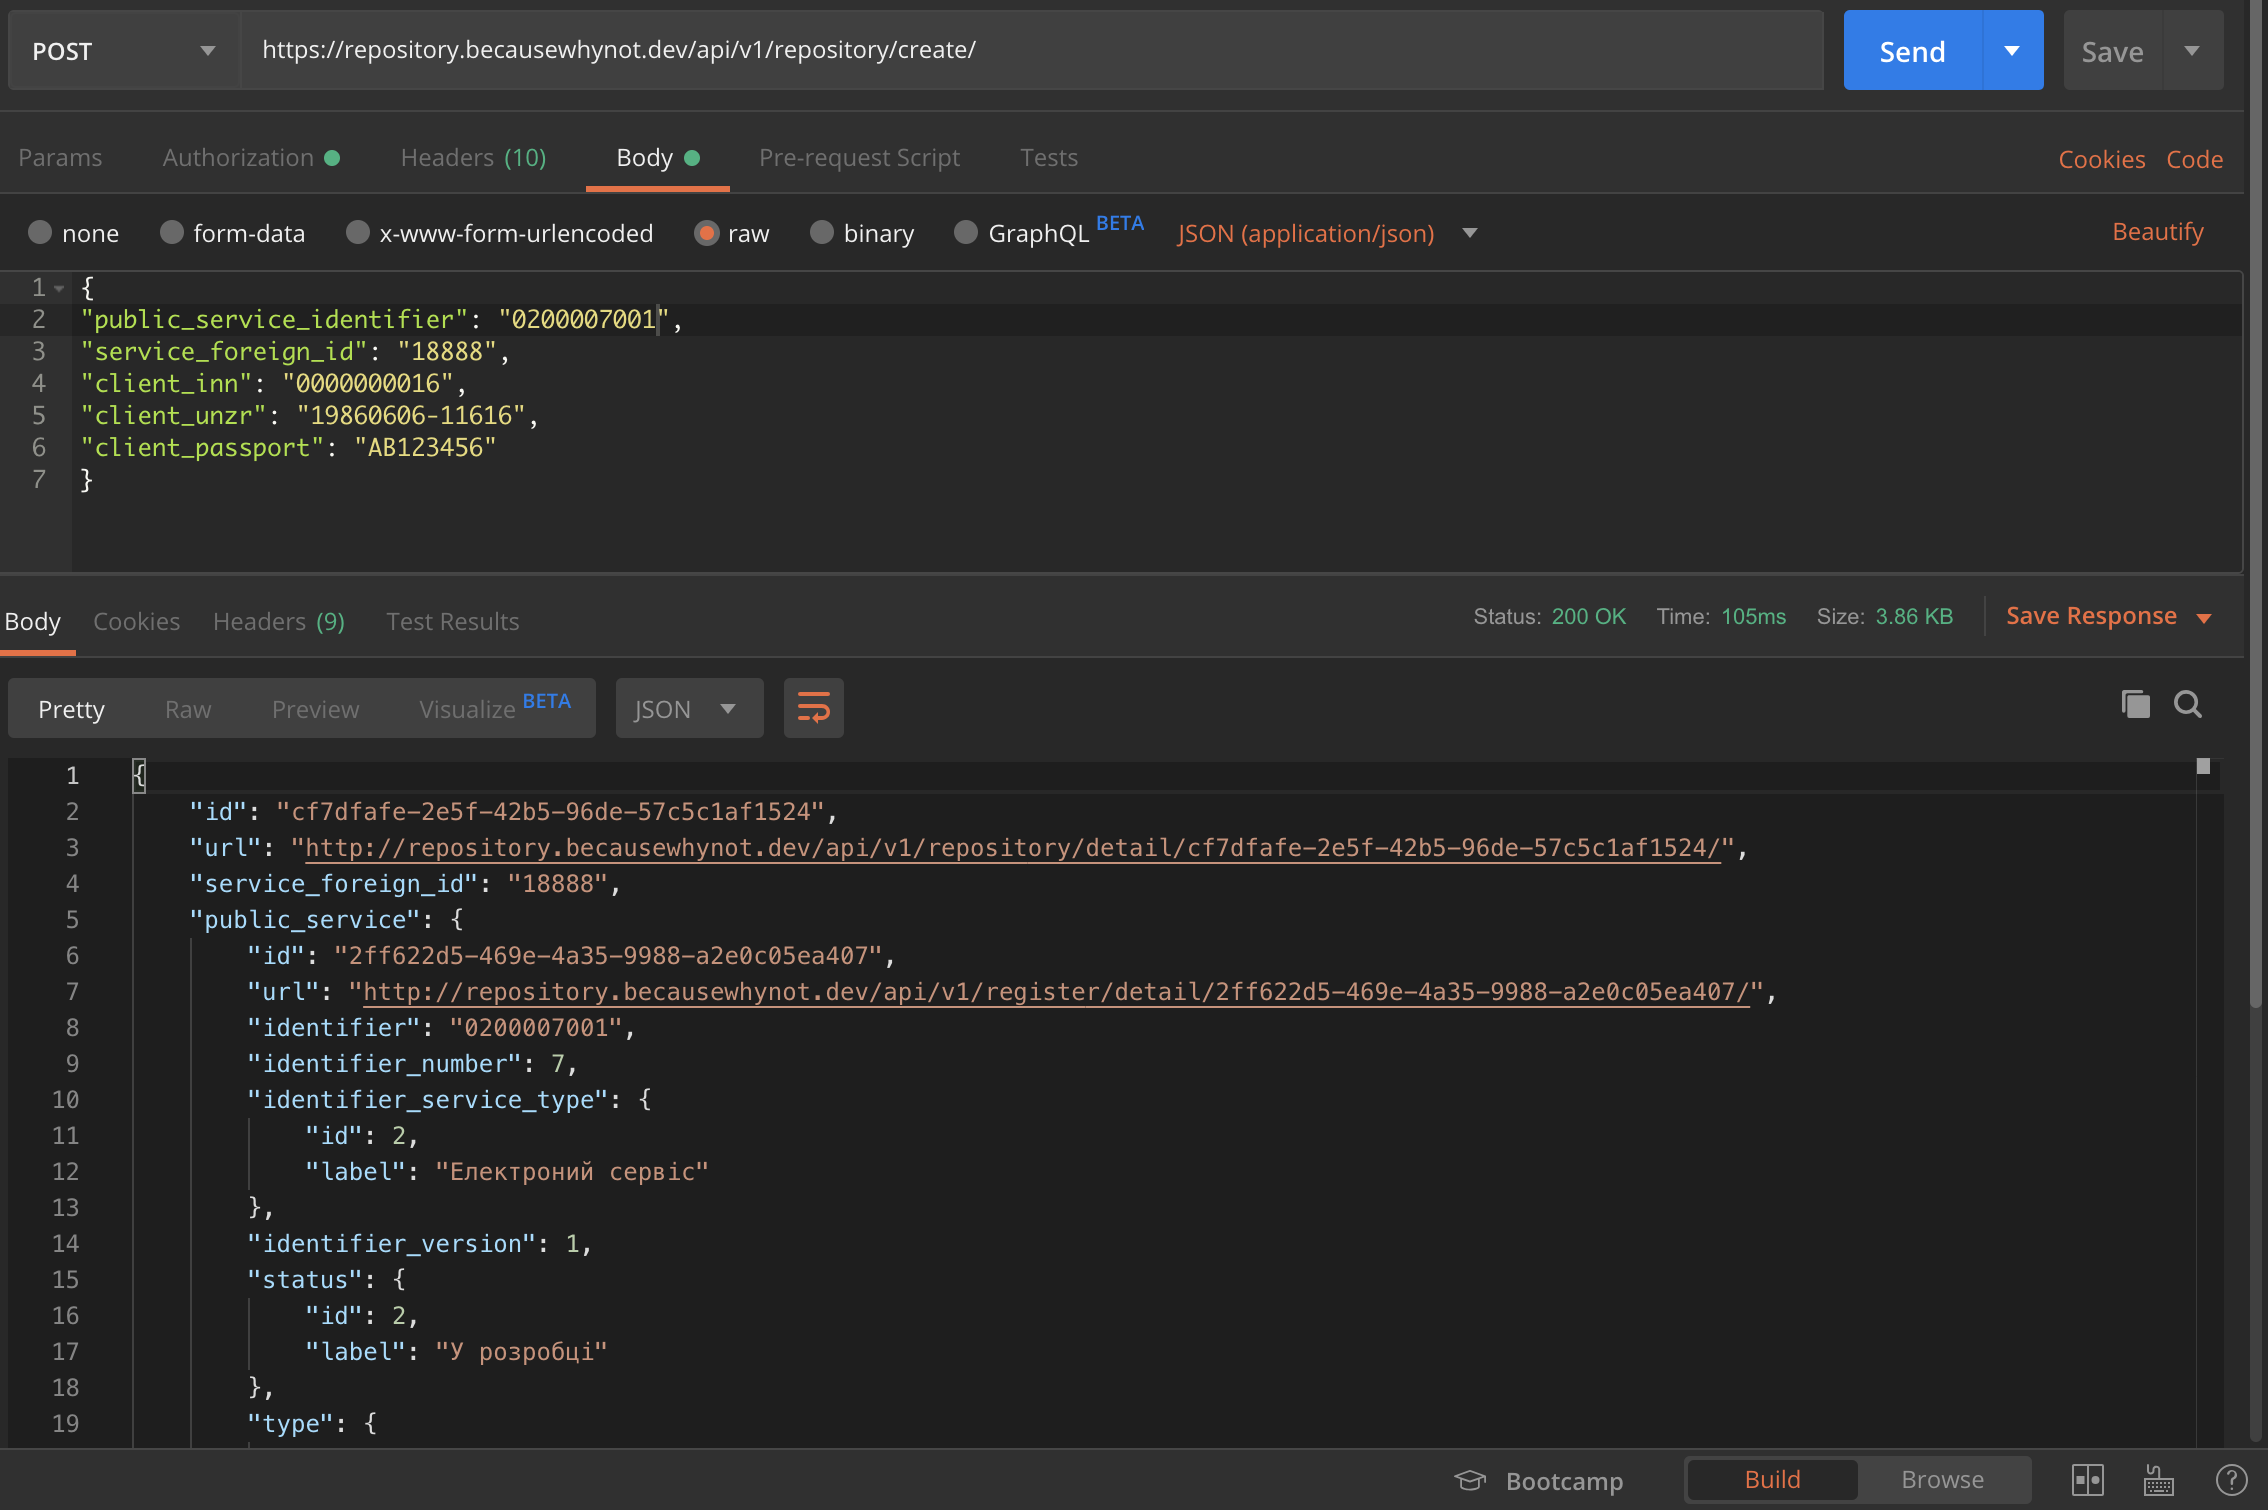 POST https://repository.becausewhynot.dev/api/v1/repository/create/ Send Save
Params Authorization Headers (10) Body Pre-request Script Tests Cookies Code
none form-data x-www-form-urlencoded raw binary GraphQL BETA JSON (application/json) Beautify
1 {
2 "public_service_identifier": "0200007001",
3 "service_foreign_id": "18888",
4 "client_inn": "0000000016",
5 "client_unzr": "19860606-11616",
6 "client_passport": "AB123456"
7 }
Body Cookies Headers (9) Test Results Status: 200 OK Time: 105ms Size: 3.86 KB Save Response
Pretty Raw Preview Visualize BETA JSON
1 {
2 "id": "cf7dfafe-2e5f-42b5-96de-57c5c1af1524",
3 "url": "http://repository.becausewhynot.dev/api/v1/repository/detail/cf7dfafe-2e5f-42b5-96de-57c5c1af1524/",
4 "service_foreign_id": "18888",
5 "public_service": {
6 "id": "2ff622d5-469e-4a35-9988-a2e0c05ea407",
7 "url": "http://repository.becausewhynot.dev/api/v1/register/detail/2ff622d5-469e-4a35-9988-a2e0c05ea407/",
8 "identifier": "0200007001",
9 "identifier_number": 7,
10 "identifier_service_type": {
11 "id": 2,
12 "label": "Електроний сервіс"
13 },
14 "identifier_version": 1,
15 "status": {
16 "id": 2,
17 "label": "У розробці"
18 },
19 "type": {
Bootcamp Build Browse